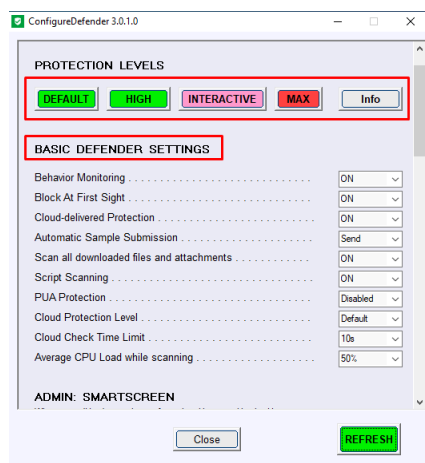 ConfigureDefender 3.0.1.0
PROTECTION LEVELS
DEFAULT HIGH INTERACTIVE MAX Info
BASIC DEFENDER SETTINGS
Behavior Monitoring ON
Block At First Sight ON
Cloud-delivered Protection ON
Automatic Sample Submission Send
Scan all downloaded files and attachments ON
Script Scanning ON
PUA Protection Disabled
Cloud Protection Level Default
Cloud Check Time Limit 10s
Average CPU Load while scanning 50%
ADMIN: SMARTSCREEN
Close REFRESH